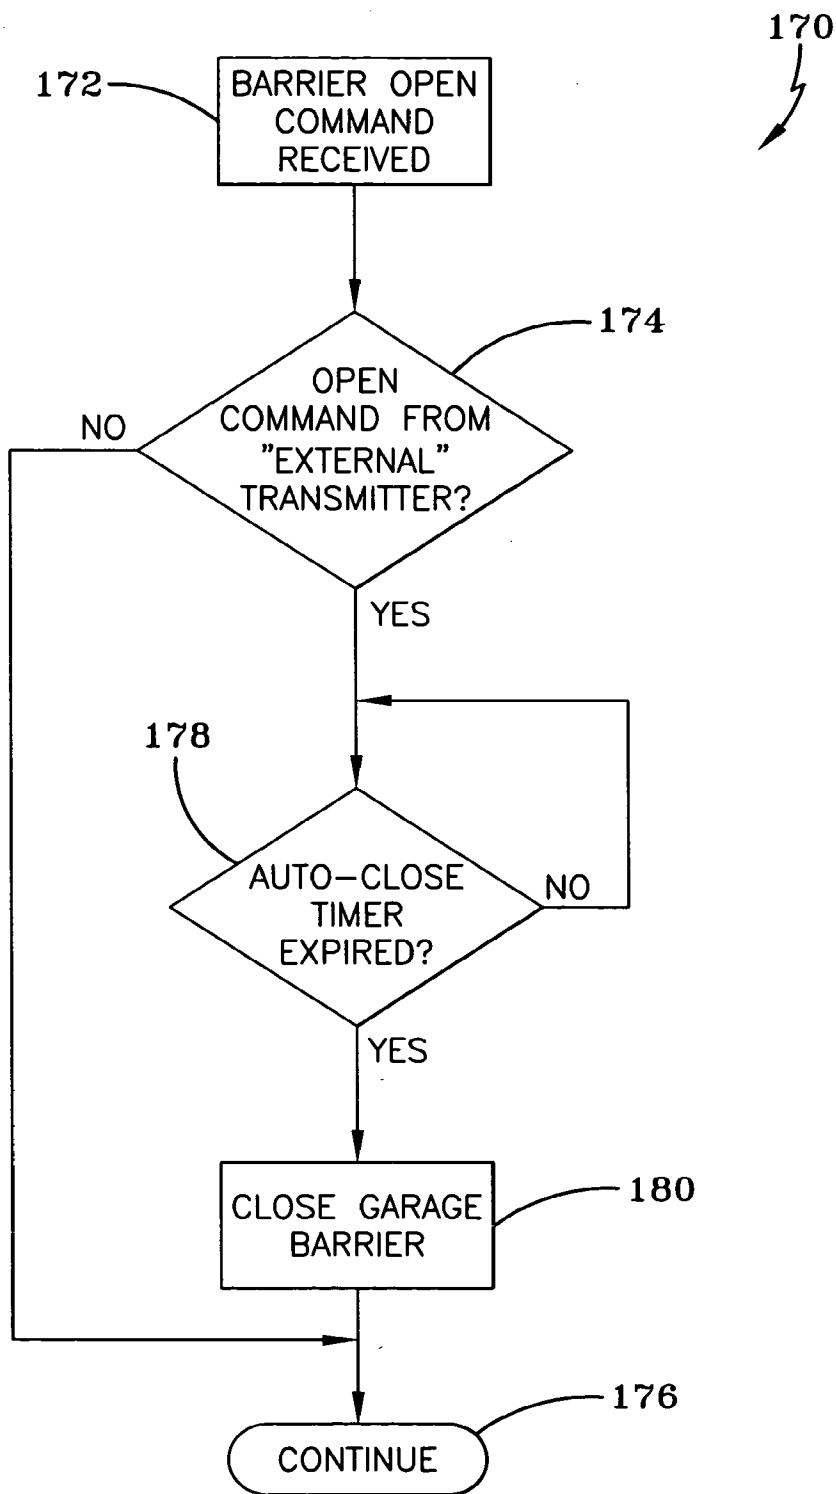 170
172
BARRIER OPEN
COMMAND
RECEIVED
174
OPEN
COMMAND FROM
"EXTERNAL"
TRANSMITTER?
NO
YES
178
AUTO-CLOSE
TIMER
EXPIRED?
NO
YES
CLOSE GARAGE
BARRIER
180
176
CONTINUE